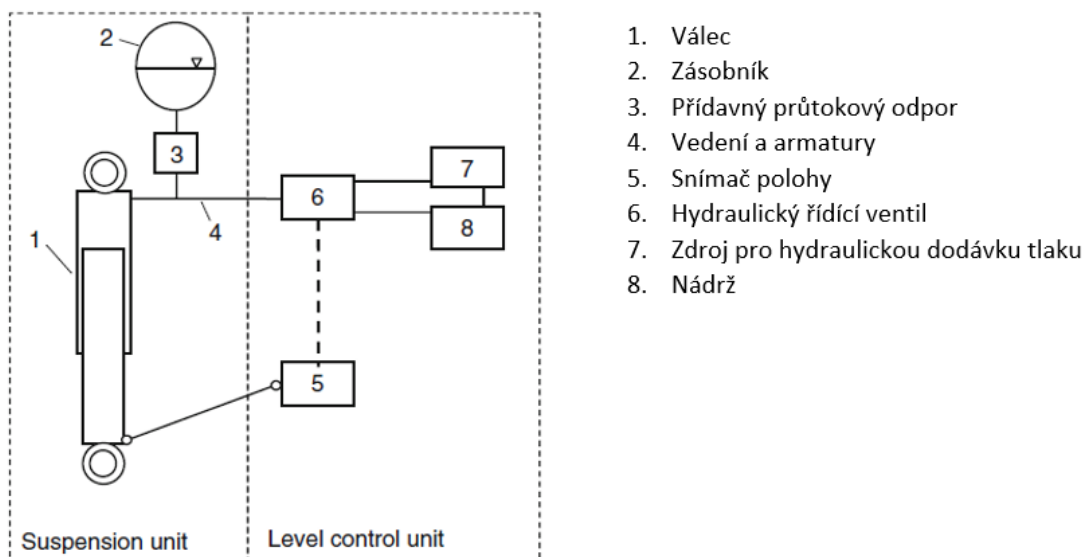 2
3
1
4
6
7
8
5
Suspension unit
Level control unit
1. Válec
2. Zásobník
3. Přídavný průtokový odpor
4. Vedení a armatury
5. Snímač polohy
6. Hydraulický řídící ventil
7. Zdroj pro hydraulickou dodávku tlaku
8. Nádrž